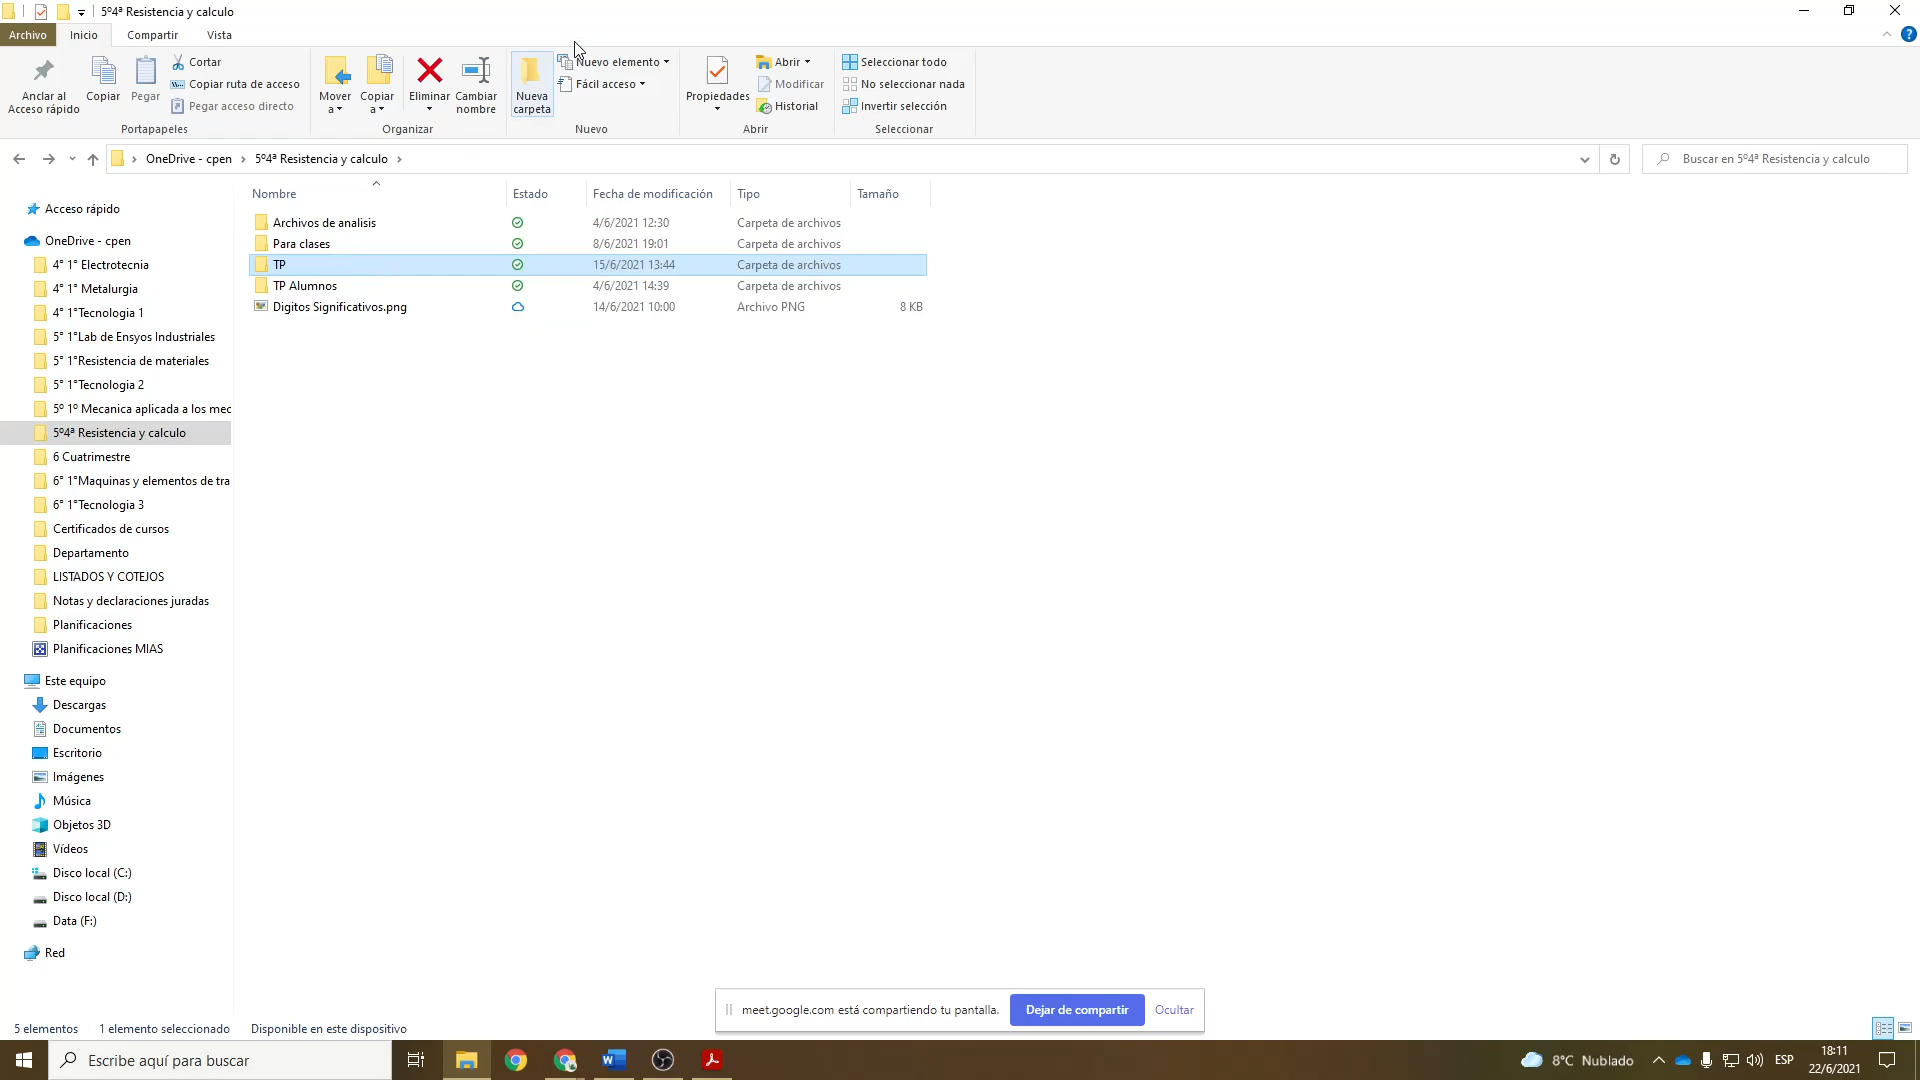 5º4ª Resistencia y calculo
Archivo
Inicio
Compartir
Vista
Anclar al
Acceso rápido
Copiar
Pegar
Cortar
Copiar ruta de acceso
Pegar acceso directo
Portapapeles
Mover
a
Copiar
a
Eliminar
Cambiar
nombre
Organizar
Nueva
carpeta
Nuevo elemento
Fácil acceso
Nuevo
Propiedades
Abrir
Modificar
Historial
Abrir
Seleccionar todo
No seleccionar nada
Invertir selección
Seleccionar
OneDrive - cpen
5º4ª Resistencia y calculo
Buscar en 5º4ª Resistencia y calculo
Nombre
Estado
Fecha de modificación
Tipo
Tamaño
Archivos de analisis
4/6/2021 12:30
Carpeta de archivos
Para clases
8/6/2021 19:01
Carpeta de archivos
TP
15/6/2021 13:44
Carpeta de archivos
TP Alumnos
4/6/2021 14:39
Carpeta de archivos
Digitos Significativos.png
14/6/2021 10:00
Archivo PNG
8 KB
Acceso rápido
OneDrive - cpen
4° 1° Electrotecnia
4° 1° Metalurgia
4° 1°Tecnologia 1
5° 1°Lab de Ensyos Industriales
5° 1°Resistencia de materiales
5° 1°Tecnologia 2
5º 1º Mecanica aplicada a los mec
5º4ª Resistencia y calculo
6 Cuatrimestre
6° 1°Maquinas y elementos de tra
6° 1°Tecnologia 3
Certificados de cursos
Departamento
LISTADOS Y COTEJOS
Notas y declaraciones juradas
Planificaciones
Planificaciones MIAS
Este equipo
Descargas
Documentos
Escritorio
Imágenes
Música
Objetos 3D
Vídeos
Disco local (C:)
Disco local (D:)
Data (F:)
Red
meet.google.com está compartiendo tu pantalla.
Dejar de compartir
Ocultar
5 elementos
1 elemento seleccionado
Disponible en este dispositivo
Escribe aquí para buscar
8°C Nublado
ESP
18:11
22/6/2021